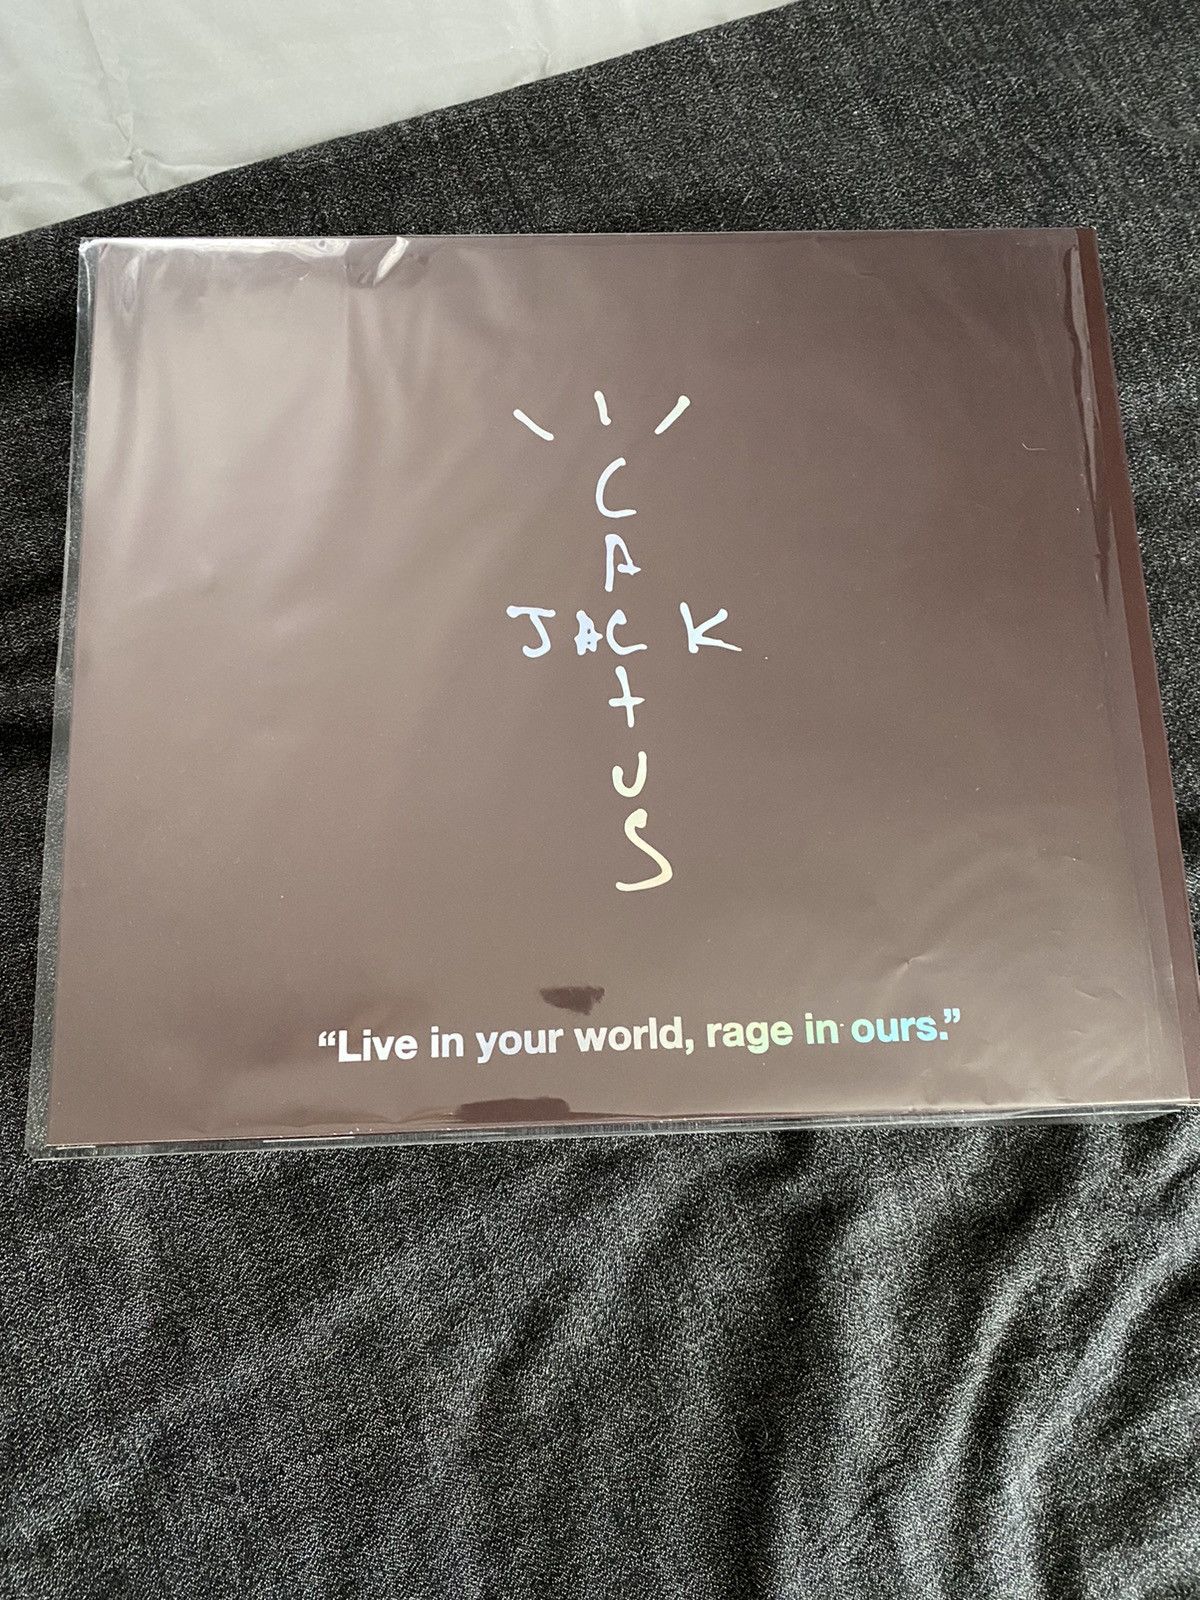 CACTUS
JACK
“Live in your world, rage in ours.”